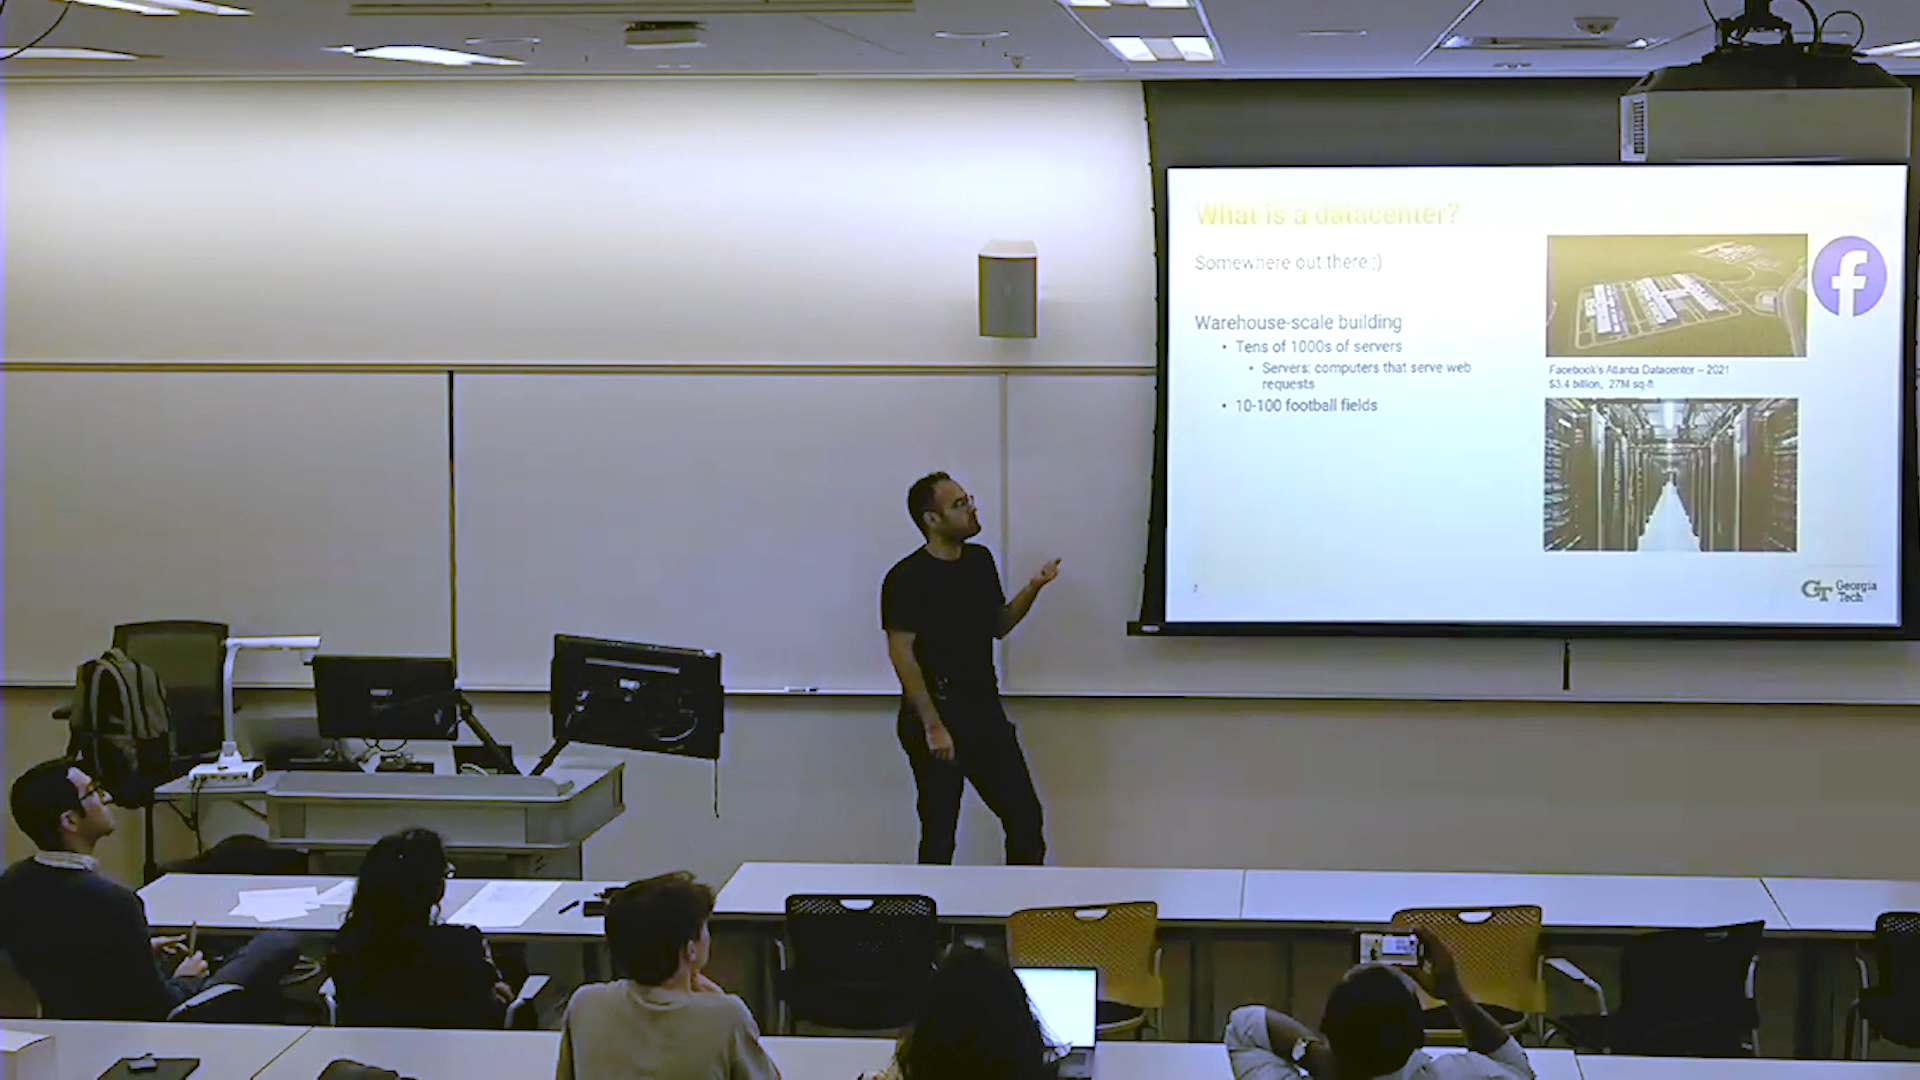 What is a datacenter?
Somewhere out there ;)
Warehouse-scale building
• Tens of 1000s of servers
• Servers: computers that serve web
requests
• 10-100 football fields
Facebook's Atlanta Datacenter – 2021
$3.4 billion, 27M sq-ft
f
GT Georgia
Tech